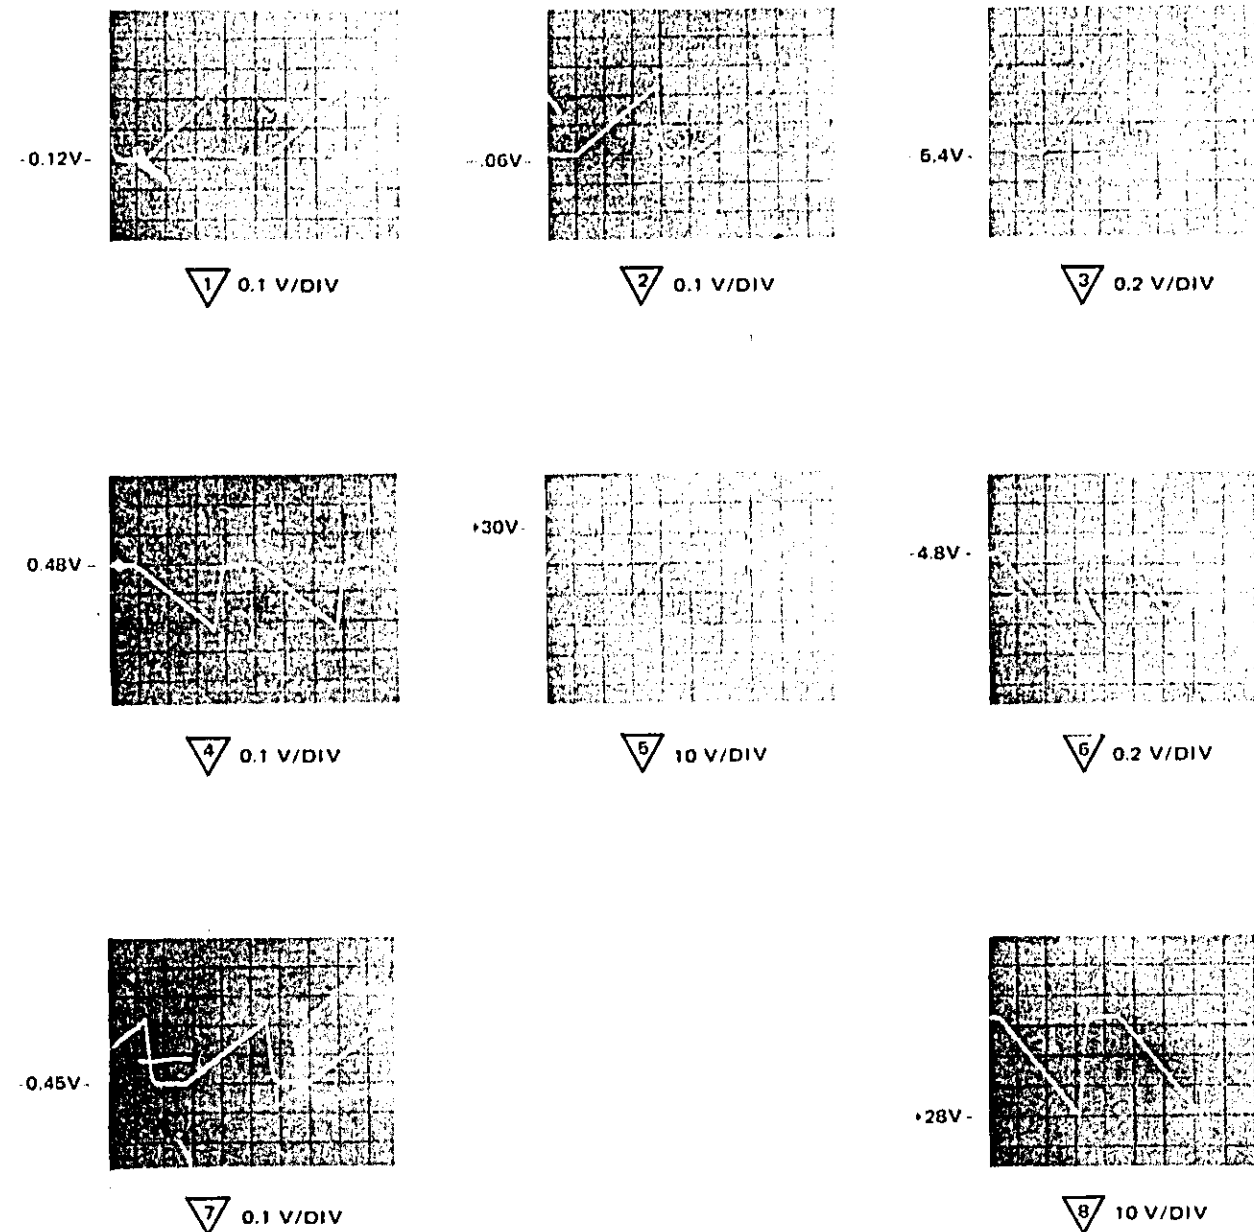 -0.12V-
-.06V-
5.4V-
1 0.1 V/DIV
2 0.1 V/DIV
3 0.2 V/DIV
0.48V-
+30V-
-4.8V-
4 0.1 V/DIV
5 10 V/DIV
6 0.2 V/DIV
-0.45V-
+28V-
7 0.1 V/DIV
8 10 V/DIV